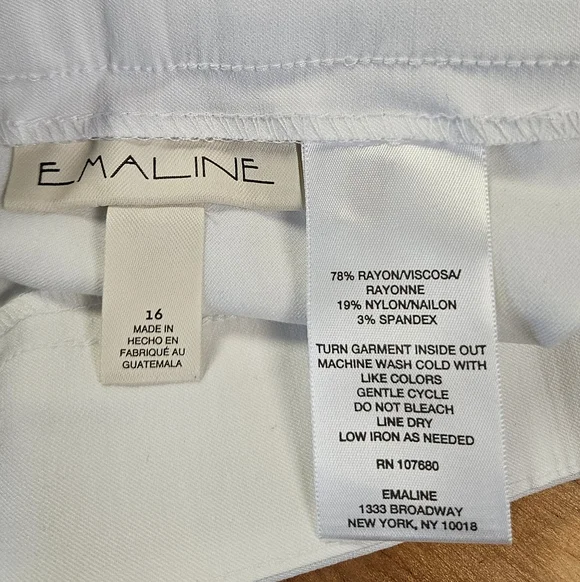 EMALINE
16
MADE IN
HECHO EN
FABRIQUÉ AU
GUATEMALA
78% RAYON/VISCOSA/
RAYONNE
19% NYLON/NAILON
3% SPANDEX
TURN GARMENT INSIDE OUT
MACHINE WASH COLD WITH
LIKE COLORS
GENTLE CYCLE
DO NOT BLEACH
LINE DRY
LOW IRON AS NEEDED
RN 107680
EMALINE
1333 BROADWAY
NEW YORK, NY 10018